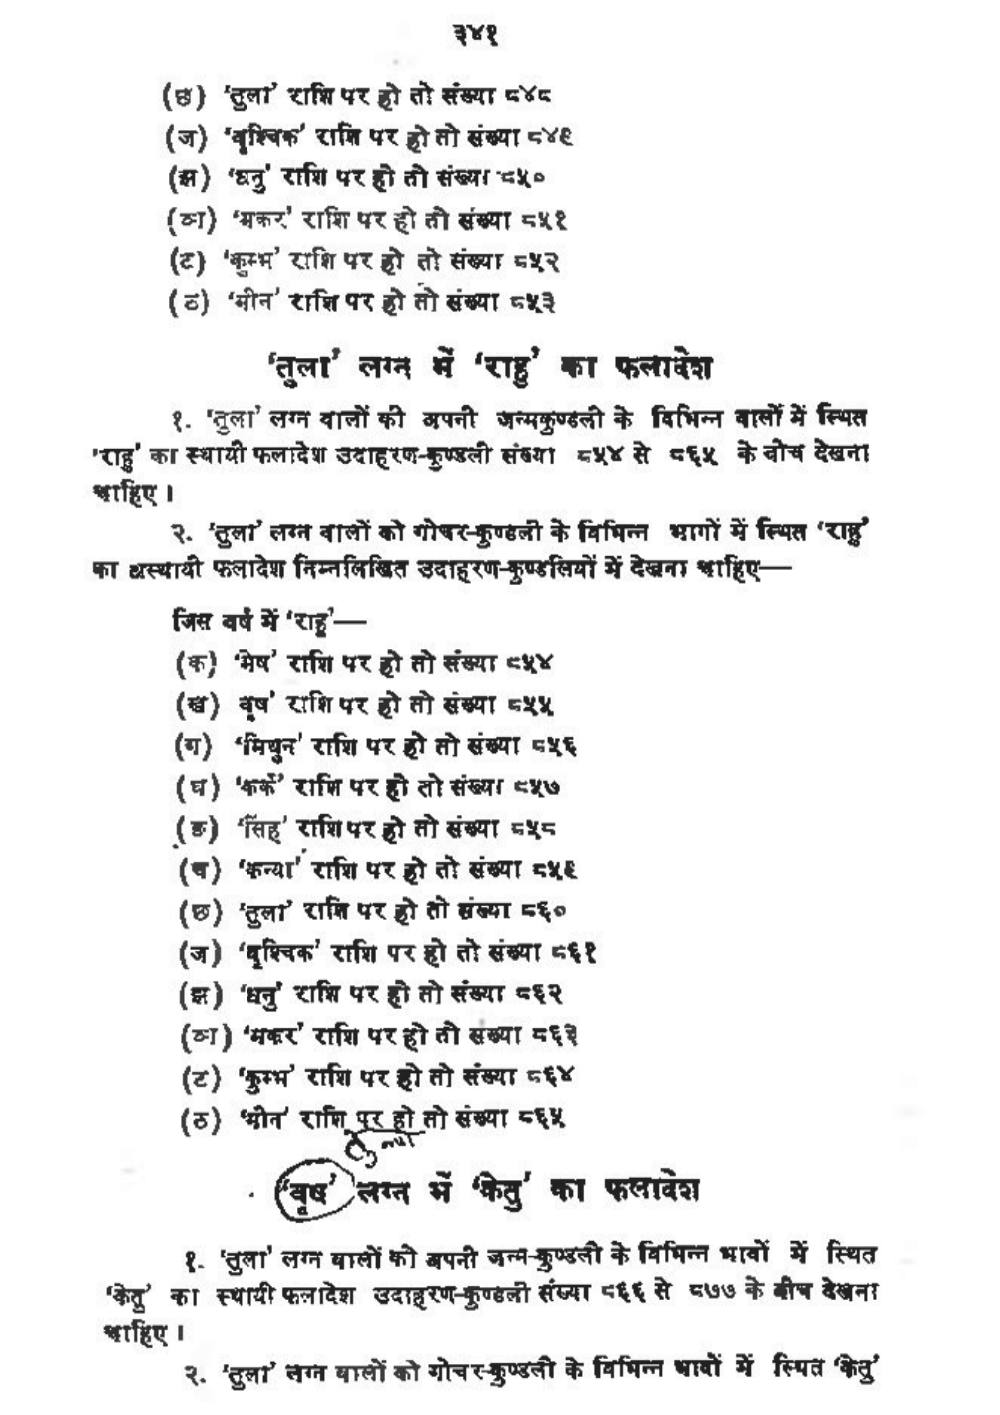 ३४१
(छ) 'तुला' राशि पर हो तो संख्या ८४८
(ज) 'वृश्चिक' राशि पर हो तो संख्या ८४९
(झ) 'धनु' राशि पर हो तो संख्या ८५०
(ञ) 'मकर' राशि पर हो तो संख्या ८५१
(ट) 'कुम्भ' राशि पर हो तो संख्या ८५२
(ठ) 'मीन' राशि पर हो तो संख्या ८५३
'तुला' लग्न में 'राहु' का फलादेश
१. 'तुला' लग्न वालों की अपनी जन्मकुण्डली के विभिन्न वालों में स्थित
'राहु' का स्थायी फलादेश उदाहरण-कुण्डली संख्या ८५४ से ८६५ के बीच देखना
चाहिए ।
२. 'तुला' लग्न वालों को गोचर-कुण्डली के विभिन्न भागों में स्थित 'राहु'
का अस्थायी फलादेश निम्नलिखित उदाहरण-कुण्डलियों में देखना चाहिए—
जिस वर्ष में 'राहु'—
(क) 'मेष' राशि पर हो तो संख्या ८५४
(ख) वृष' राशि पर हो तो संख्या ८५५
(ग) 'मिथुन' राशि पर हो तो संख्या ८५६
(घ) 'कर्क' राशि पर हो तो संख्या ८५७
(ङ) 'सिंह' राशि पर हो तो संख्या ८५८
(च) 'कन्या' राशि पर हो तो संख्या ८५९
(छ) 'तुला' राशि पर हो तो संख्या ८६०
(ज) 'वृश्चिक' राशि पर हो तो संख्या ८६१
(झ) 'धनु' राशि पर हो तो संख्या ८६२
(ञ) 'मकर' राशि पर हो तो संख्या ८६३
(ट) 'कुम्भ' राशि पर हो तो संख्या ८६४
(ठ) 'मीन' राशि पर हो तो संख्या ८६५
तुला
'वृष' लग्न में 'केतु' का फलादेश
१. 'तुला' लग्न वालों को अपनी जन्म-कुण्डली के विभिन्न भावों में स्थित
'केतु' का स्थायी फलादेश उदाहरण-कुण्डली संख्या ८६६ से ८७७ के बीच देखना
चाहिए ।
२. 'तुला' लग्न वालों को गोचर-कुण्डली के विभिन्न भावों में स्थित 'केतु'